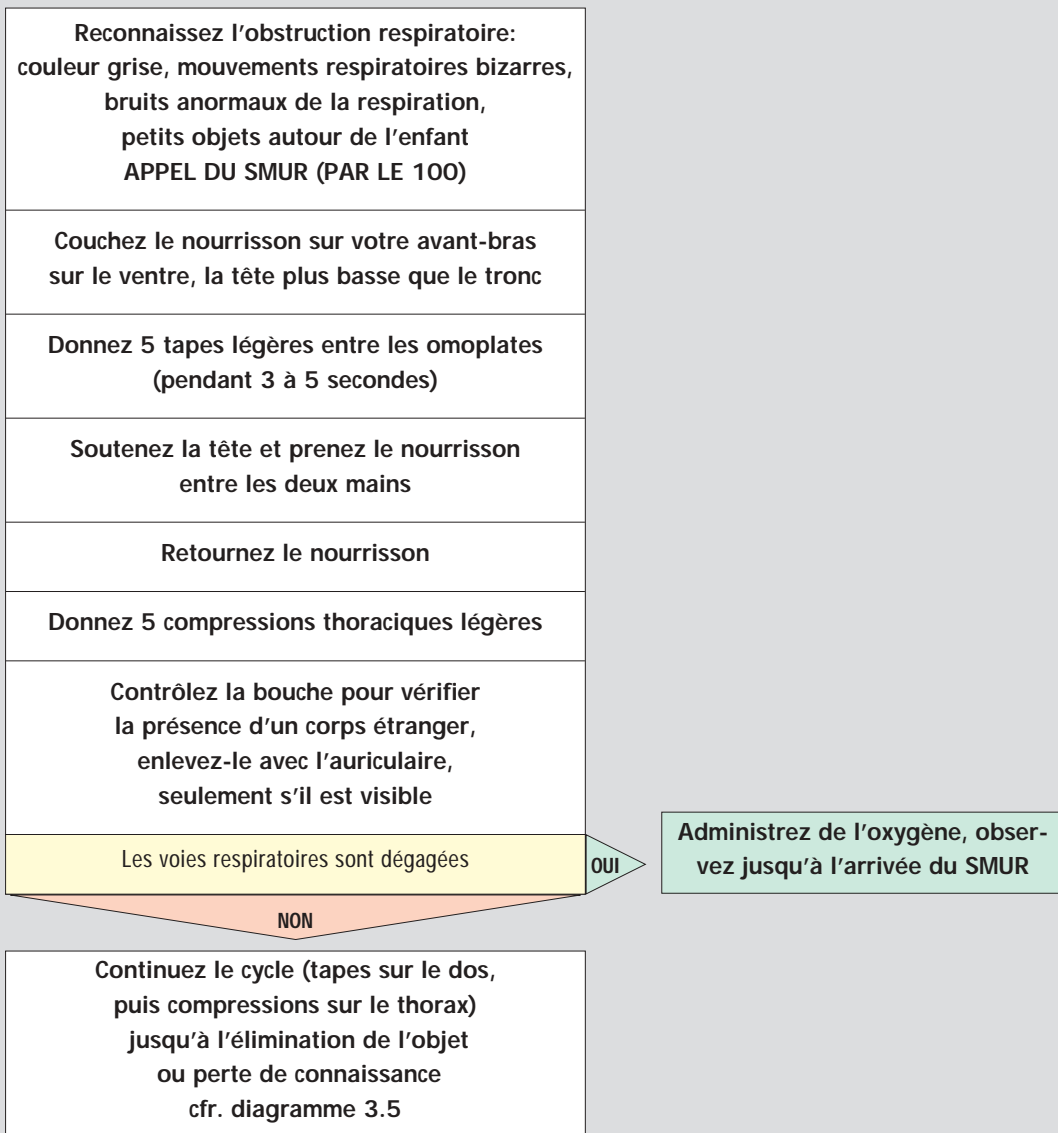 Reconnaissez l'obstruction respiratoire:
couleur grise, mouvements respiratoires bizarres,
bruits anormaux de la respiration,
petits objets autour de l'enfant
APPEL DU SMUR (PAR LE 100)
Couchez le nourrisson sur votre avant-bras
sur le ventre, la tête plus basse que le tronc
Donnez 5 tapes légères entre les omoplates
(pendant 3 à 5 secondes)
Soutenez la tête et prenez le nourrisson
entre les deux mains
Retournez le nourrisson
Donnez 5 compressions thoraciques légères
Contrôlez la bouche pour vérifier
la présence d'un corps étranger,
enlevez-le avec l'auriculaire,
seulement s'il est visible
Les voies respiratoires sont dégagées
OUI
Administrez de l'oxygène, obser-
vez jusqu'à l'arrivée du SMUR
NON
Continuez le cycle (tapes sur le dos,
puis compressions sur le thorax)
jusqu'à l'élimination de l'objet
ou perte de connaissance
cfr. diagramme 3.5